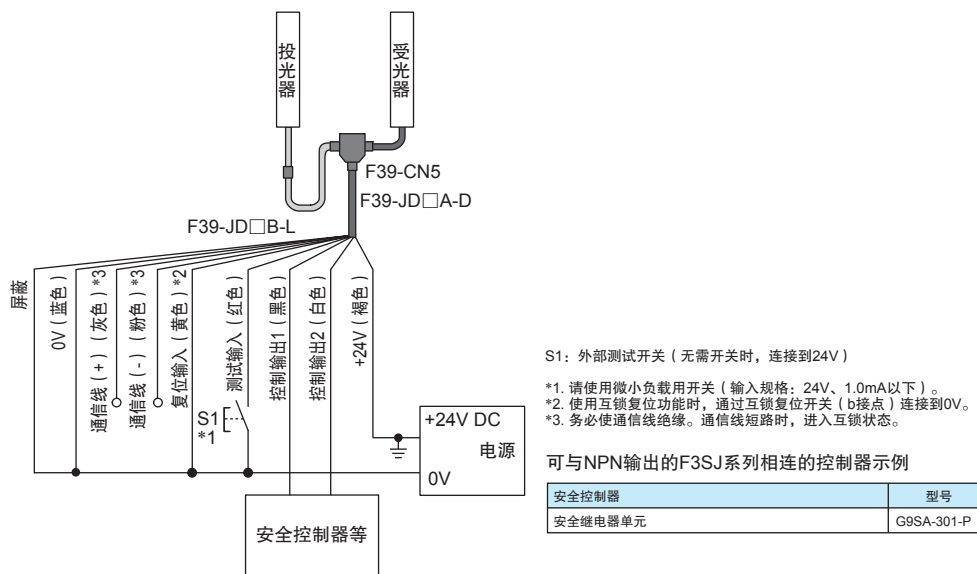 投光器
受光器
F39-CN5
F39-JD□A-D
F39-JD□B-L
屏蔽
0V（蓝色）
通信线（+）（灰色）*3
通信线（-）（粉色）*3
复位输入（黄色）*2
测试输入（红色）
控制输出1（黑色）
控制输出2（白色）
+24V（褐色）
S1
*1
+24V DC
电源
0V
安全控制器等
S1：外部测试开关（无需开关时，连接到24V）
*1. 请使用微小负载用开关（输入规格：24V、1.0mA以下）。
*2. 使用互锁复位功能时，通过互锁复位开关（b接点）连接到0V。
*3. 务必使通信线绝缘。通信线短路时，进入互锁状态。
可与NPN输出的F3SJ系列相连的控制器示例
安全控制器 型号
安全继电器单元 G9SA-301-P